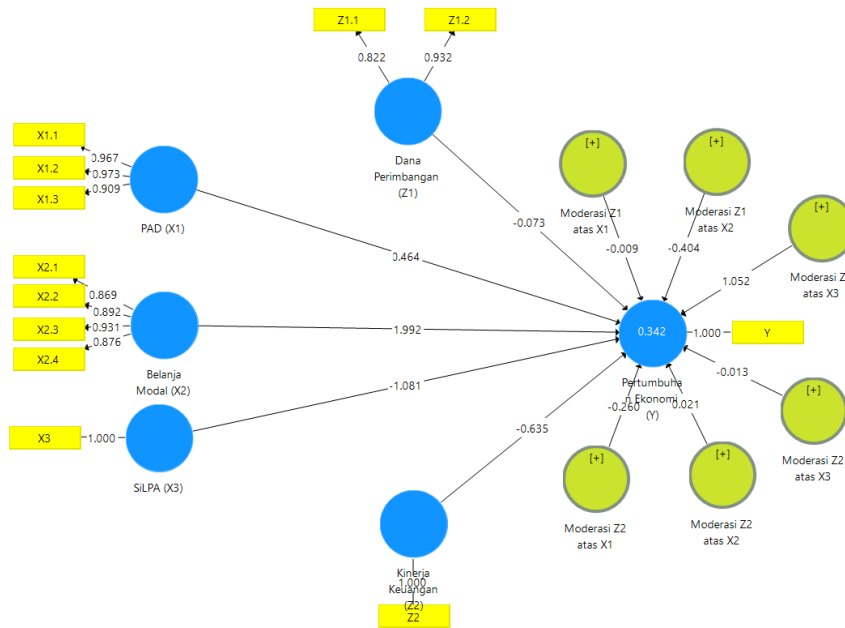 Z1.1
Z1.2
0.822
0.932
Dana
Perimbangan
(Z1)
X1.1
X1.2
X1.3
0.967
0.973
0.909
PAD (X1)
[+]
Moderasi Z1
atas X1
[+]
Moderasi Z1
atas X2
[+]
Moderasi Z
atas X3
-0.073
-0.009
-0.404
1.052
0.464
X2.1
X2.2
X2.3
X2.4
0.869
0.892
0.931
0.876
Belanja
Modal (X2)
1.992
0.342
1.000
Y
Pertumbuha
n Ekonomi
(Y)
-1.081
X3
1.000
SiLPA (X3)
-0.635
-0.260
0.021
-0.013
[+]
Moderasi Z2
atas X3
[+]
Moderasi Z2
atas X2
[+]
Moderasi Z2
atas X1
Kinerja
Keuangan
(Z2)
1.000
Z2